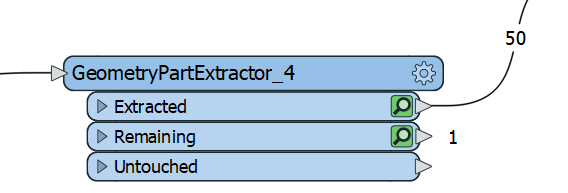 50
GeometryPartExtractor_4
Extracted
Remaining 1
Untouched